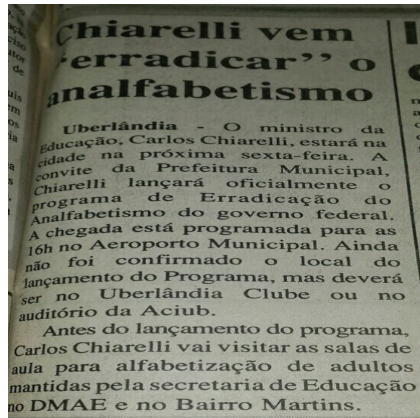 Chiarelli vem
“erradicar” o
analfabetismo
Uberlândia - O ministro da
Educação, Carlos Chiarelli, estará na
cidade na próxima sexta-feira. A
convite da Prefeitura Municipal,
Chiarelli lançará oficialmente o
programa de Erradicação do
Analfabetismo do governo federal.
A chegada está programada para as
16h no Aeroporto Municipal. Ainda
não foi confirmado o local do
lançamento do Programa, mas deverá
ser no Uberlândia Clube ou no
auditório da Aciub.
Antes do lançamento do programa,
Carlos Chiarelli vai visitar as salas de
aula para alfabetização de adultos
mantidas pela secretaria de Educação
no DMAE e no Bairro Martins.